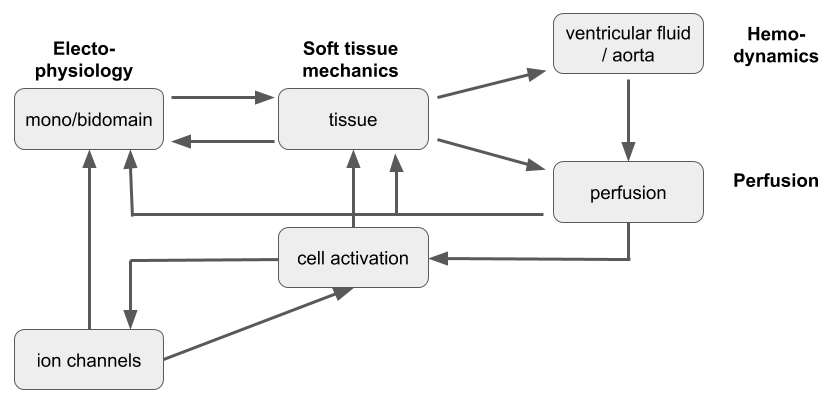 Electo-
physiology
Soft tissue
mechanics
ventricular fluid
/ aorta
Hemo-
dynamics
mono/bidomain
tissue
perfusion
Perfusion
cell activation
ion channels